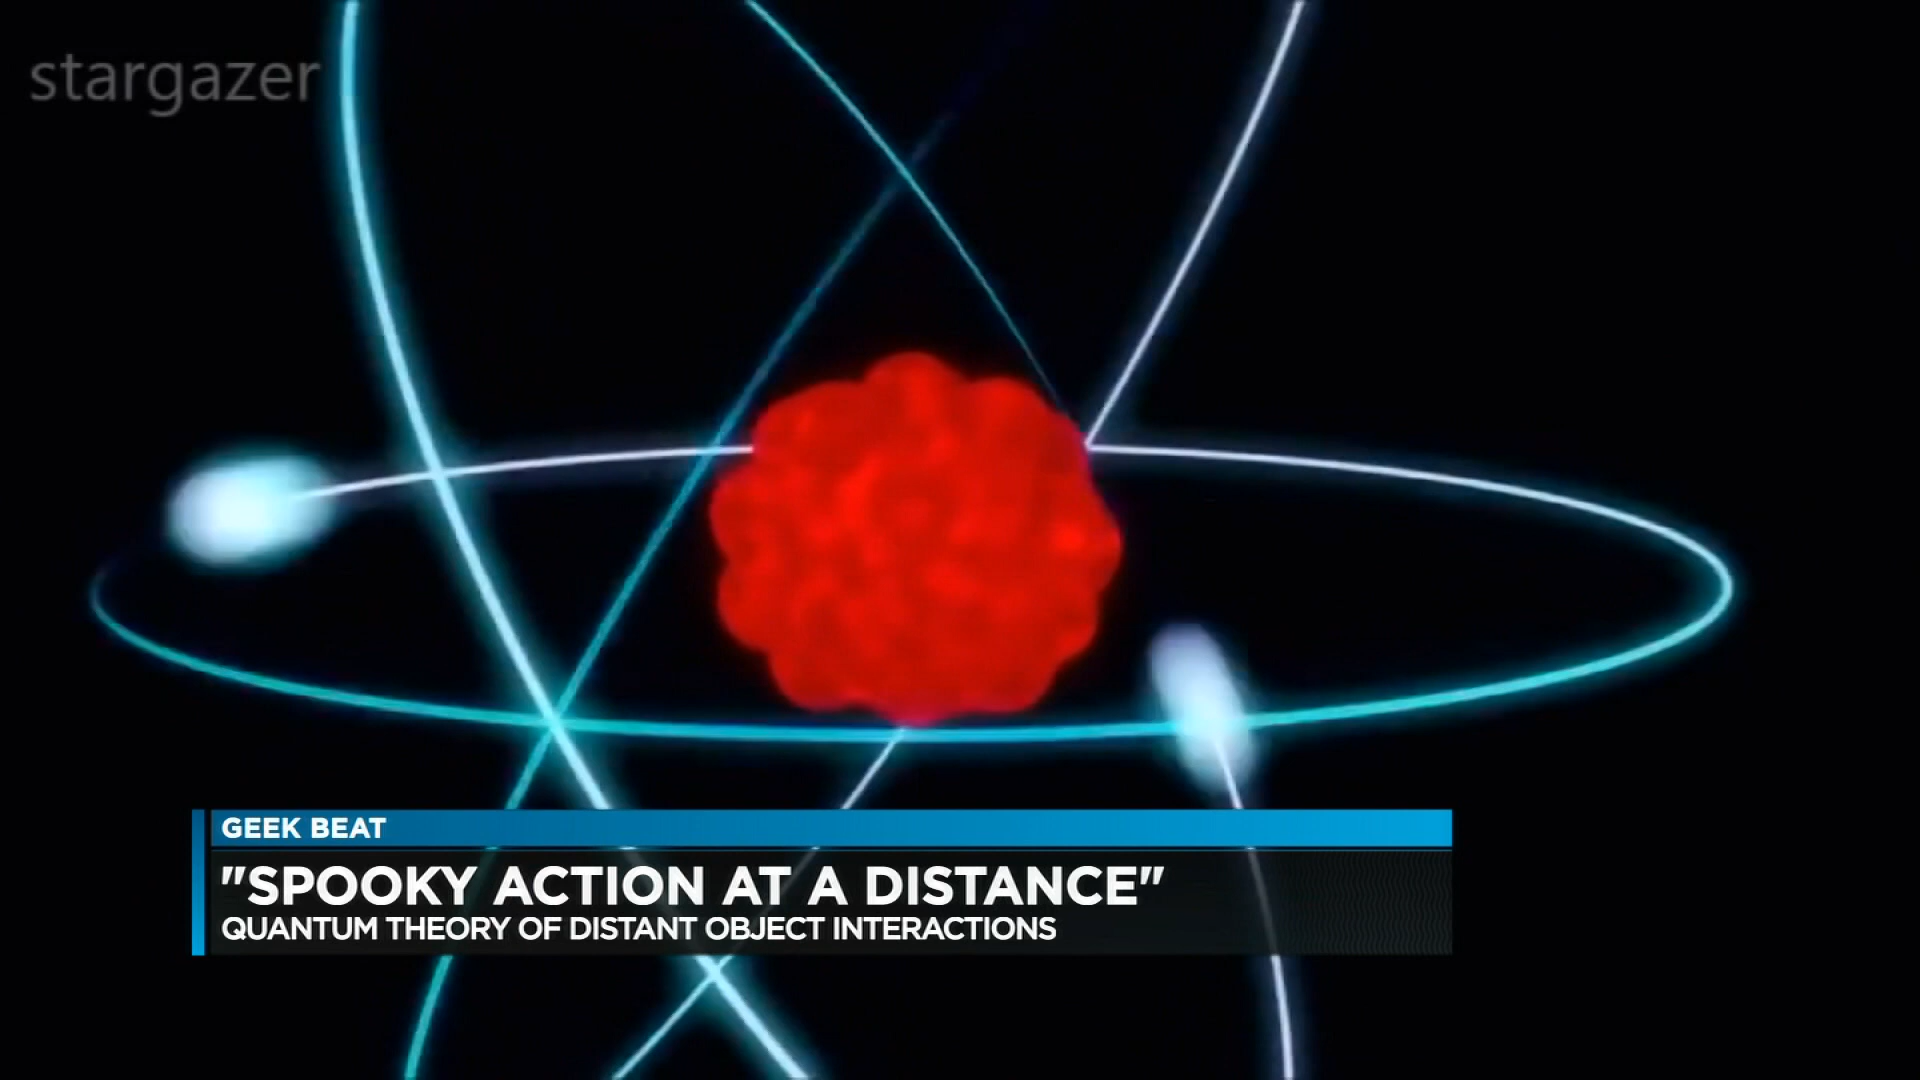 stargazer
GEEK BEAT
"SPOOKY ACTION AT A DISTANCE"
QUANTUM THEORY OF DISTANT OBJECT INTERACTIONS